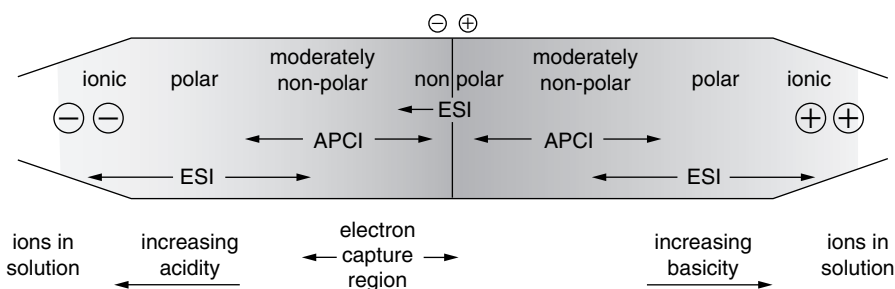 − +
moderately
non-polar
moderately
non-polar
ionic
polar
non polar
polar
ionic
− −
+ +
ESI
APCI
APCI
ESI
ESI
ions in
solution
increasing
acidity
electron
capture
region
increasing
basicity
ions in
solution